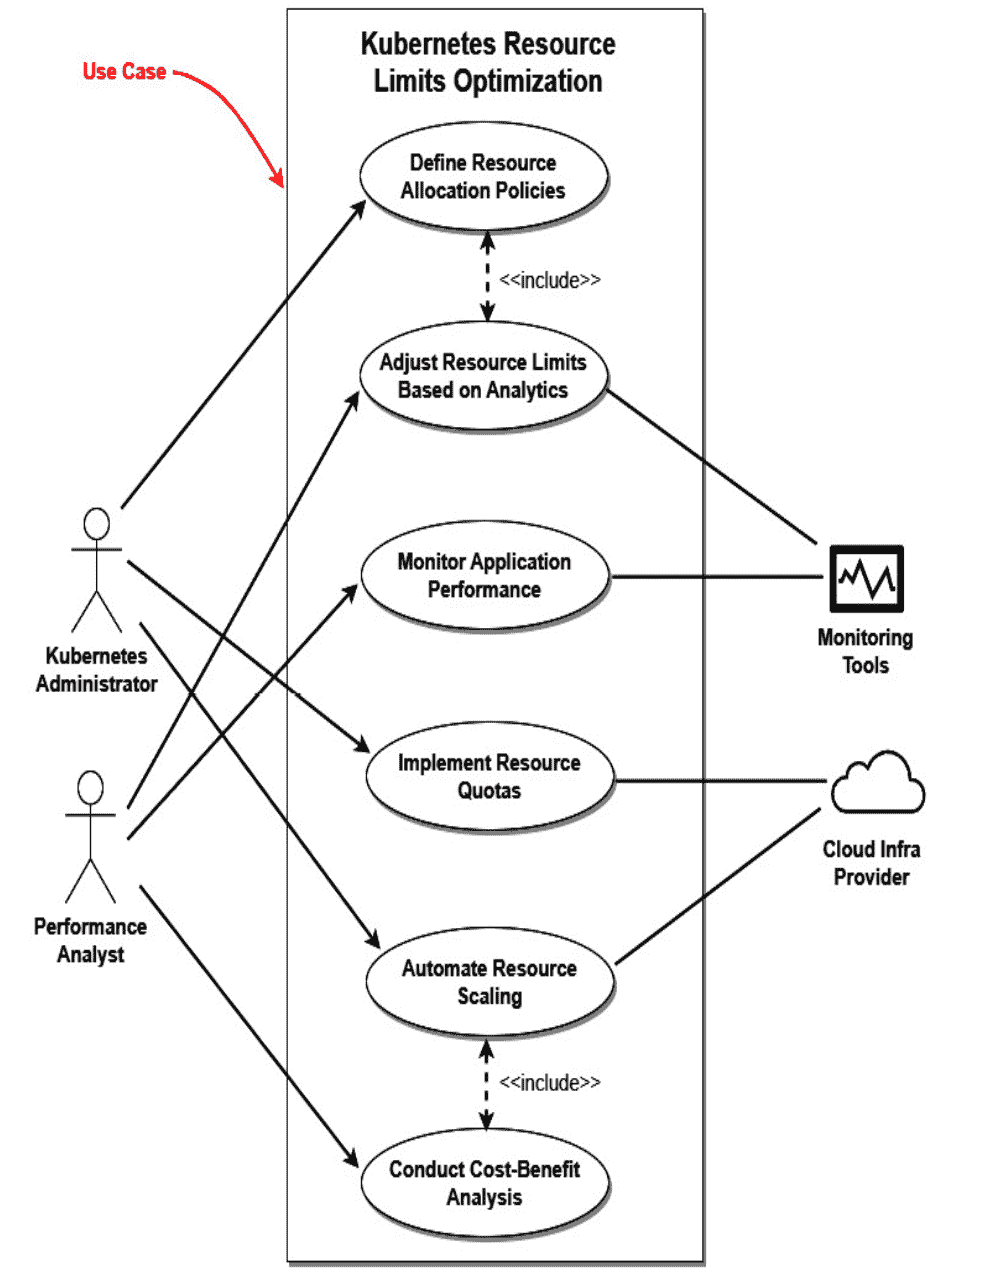 Kubernetes Resource
Limits Optimization
Use Case
Define Resource
Allocation Policies
<<include>>
Adjust Resource Limits
Based on Analytics
Monitor Application
Performance
Monitoring
Tools
Kubernetes
Administrator
Implement Resource
Quotas
Cloud Infra
Provider
Performance
Analyst
Automate Resource
Scaling
<<include>>
Conduct Cost-Benefit
Analysis